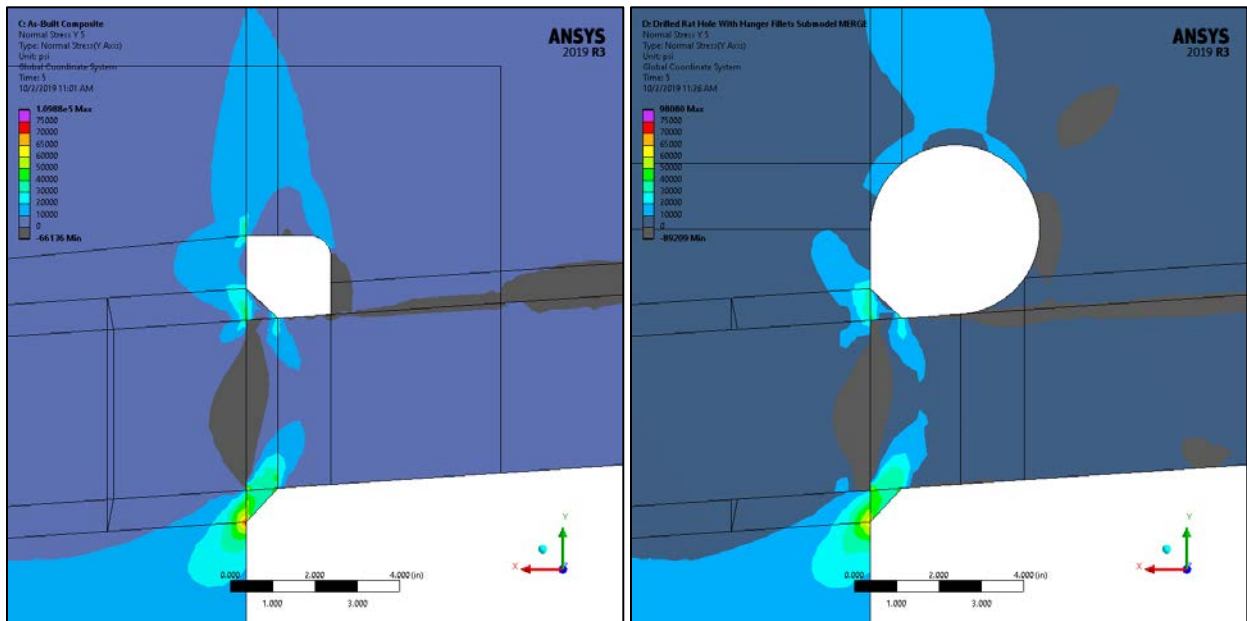 C: As-Built Composite
Normal Stress Y 5
Type: Normal Stress(Y Axis)
Unit: psi
Global Coordinate System
Time: 5
10/2/2019 11:01 AM
1.0988e5 Max
75000
70000
65000
60000
50000
40000
30000
20000
10000
0
-66136 Min
ANSYS
2019 R3
0.000
2.000
4.000 (in)
1.000
3.000
Y
X
D: Drilled Rat Hole With Hanger Fillets Submodel MERGE
Normal Stress Y 5
Type: Normal Stress(Y Axis)
Unit: psi
Global Coordinate System
Time: 5
10/2/2019 11:26 AM
98080 Max
75000
70000
65000
60000
50000
40000
30000
20000
10000
0
-89209 Min
ANSYS
2019 R3
0.000
2.000
4.000 (in)
1.000
3.000
Y
X